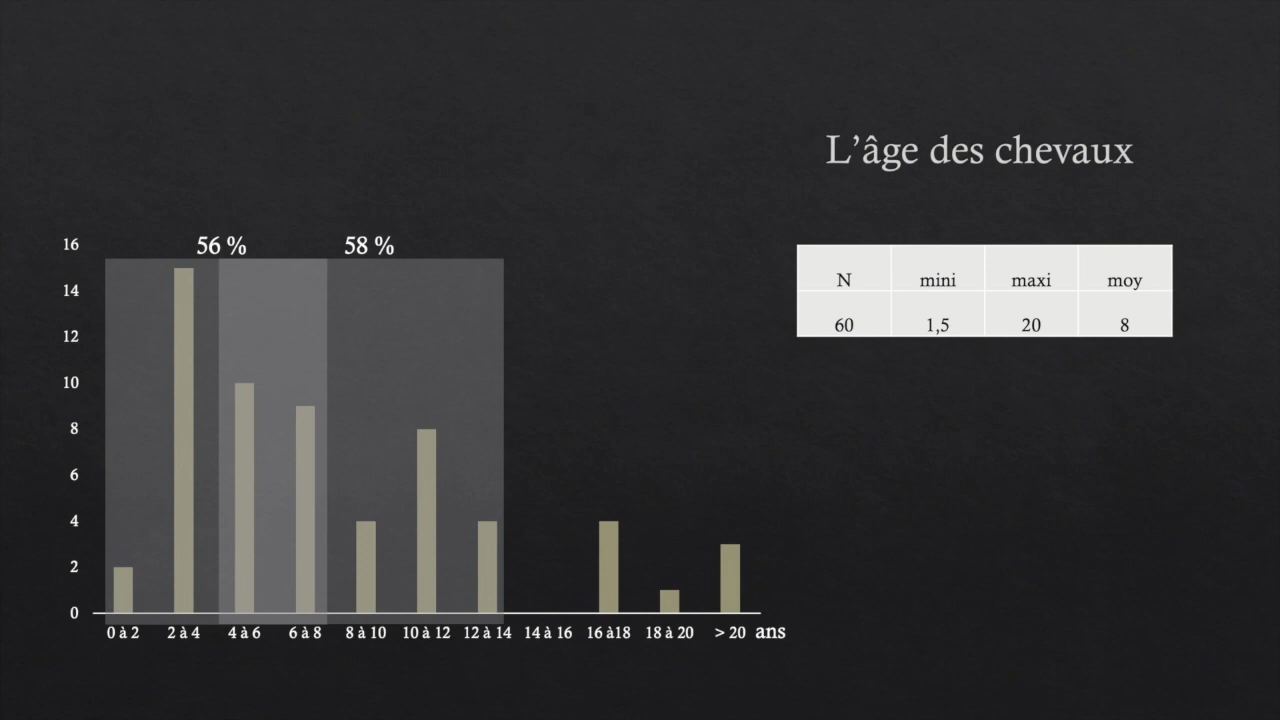 L’âge des chevaux
56 % 58 %
16
14
12
10
8
6
4
2
0
0 à 2 2 à 4 4 à 6 6 à 8 8 à 10 10 à 12 12 à 14 14 à 16 16 à18 18 à 20 > 20 ans
N mini maxi moy
60 1,5 20 8